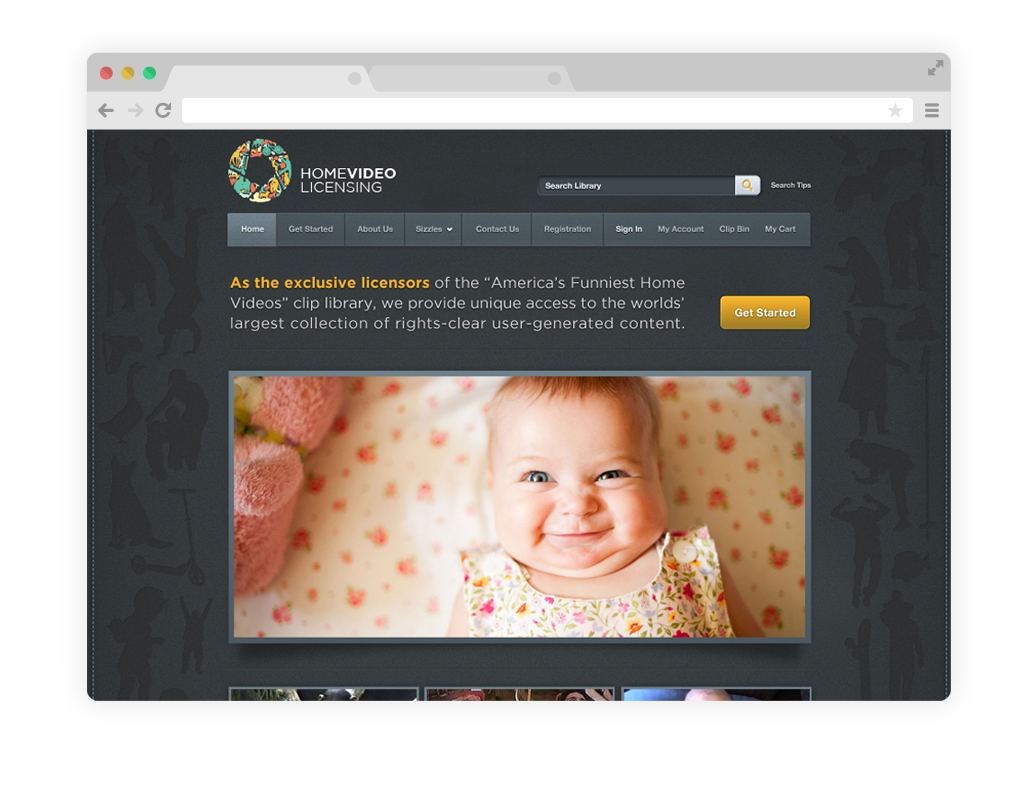 HOMEVIDEO
LICENSING
Search Library
Search Tips
Home Get Started About Us Sizzles Contact Us Registration Sign In My Account Clip Bin My Cart
As the exclusive licensors of the “America’s Funniest Home
Videos” clip library, we provide unique access to the worlds’
largest collection of rights-clear user-generated content.
Get Started